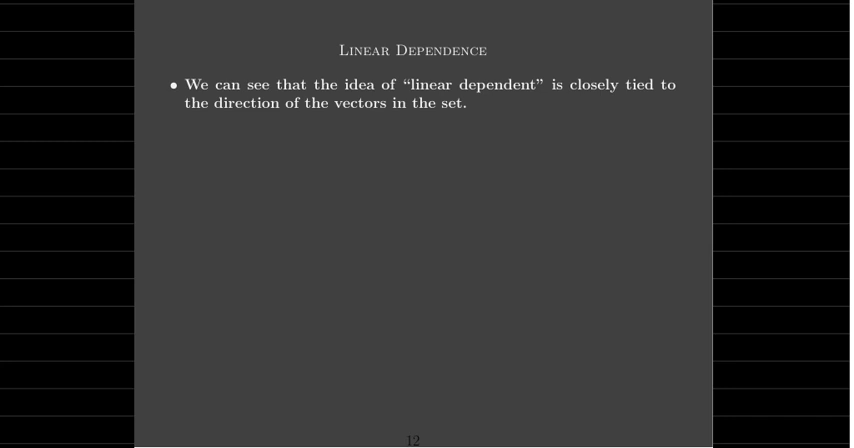 Linear Dependence
• We can see that the idea of “linear dependent” is closely tied to
the direction of the vectors in the set.
12